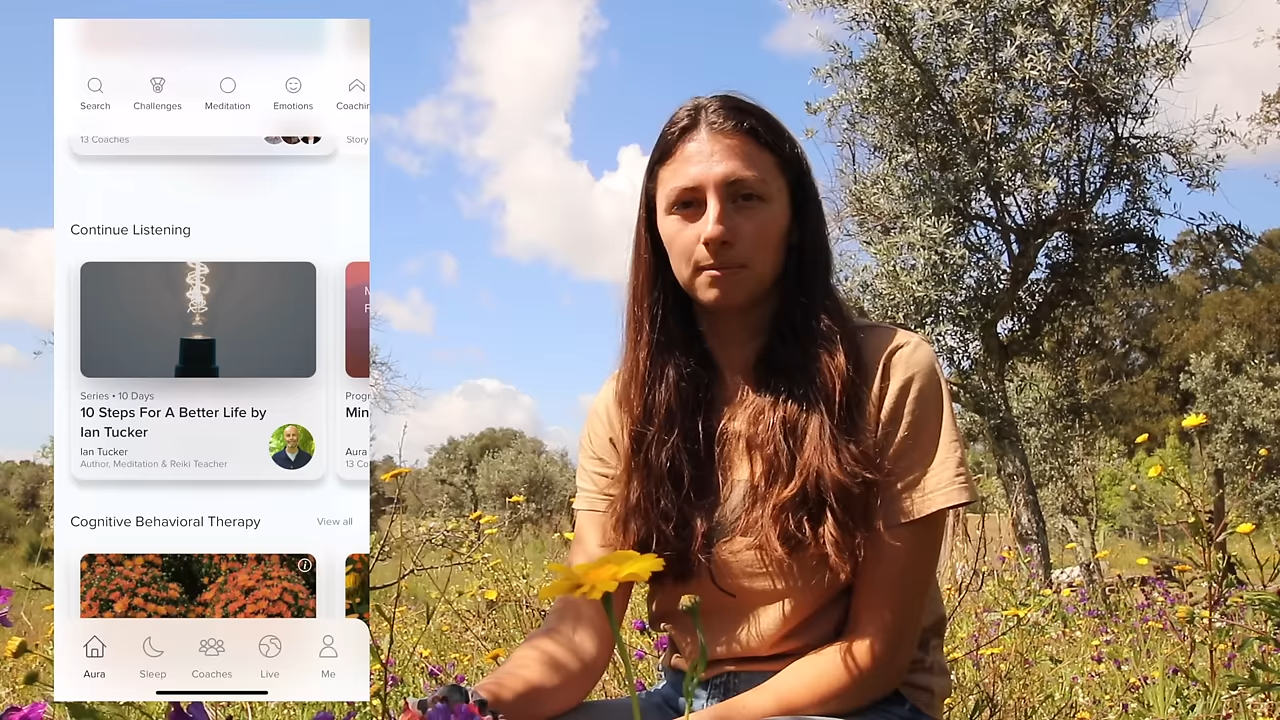 Search
Challenges
Meditation
Emotions
13 Coaches
Story
Continue Listening
Series • 10 Days
10 Steps For A Better Life by
Ian Tucker
Ian Tucker
Author, Meditation & Reiki Teacher
Aura
Cognitive Behavioral Therapy
View all
Aura
Sleep
Coaches
Live
Me